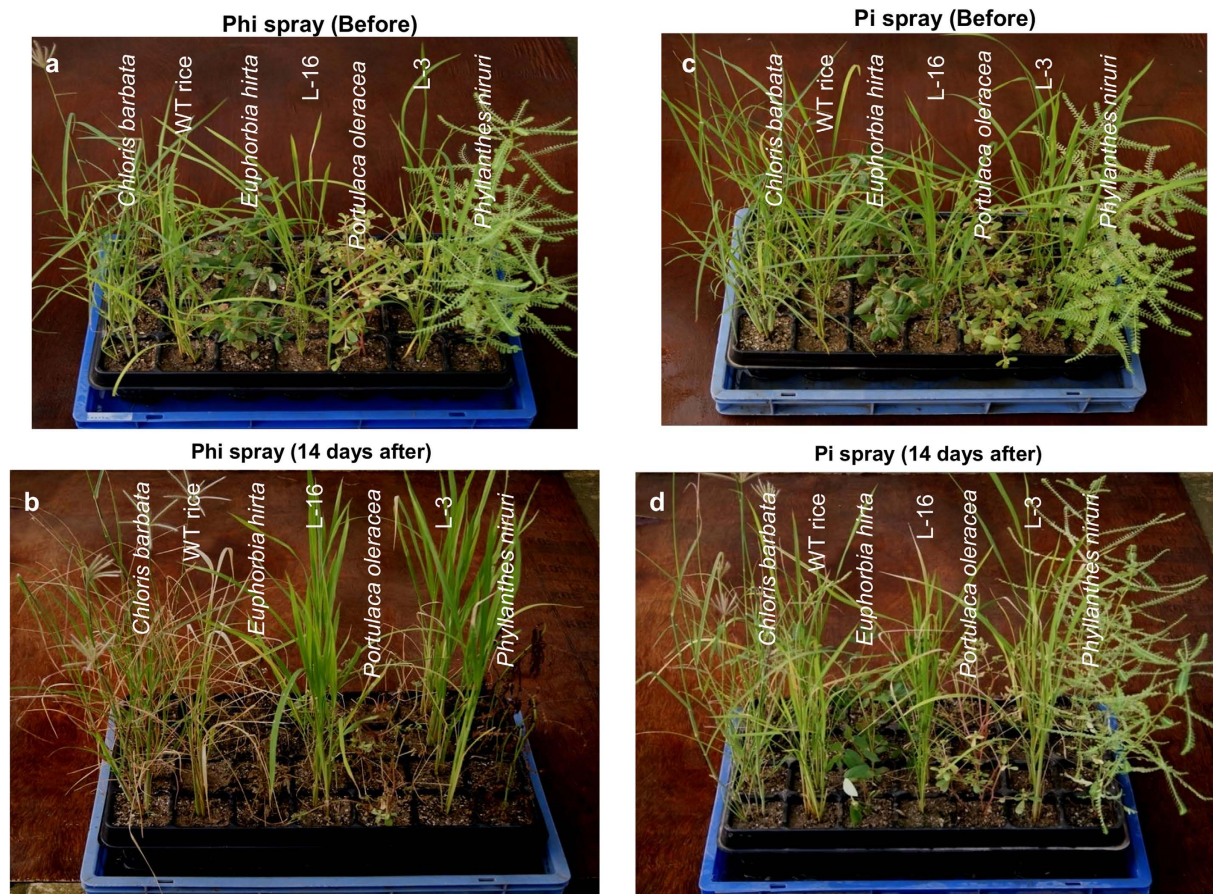 Phi spray (Before)
a
Chloris barbata
WT rice
Euphorbia hirta
L-16
Portulaca oleracea
L-3
Phyllanthes niruri
Pi spray (Before)
c
Chloris barbata
WT rice
Euphorbia hirta
L-16
Portulaca oleracea
L-3
Phyllanthes niruri
Phi spray (14 days after)
b
Chloris barbata
WT rice
Euphorbia hirta
L-16
Portulaca oleracea
L-3
Phyllanthes niruri
Pi spray (14 days after)
d
Chloris barbata
WT rice
Euphorbia hirta
L-16
Portulaca oleracea
L-3
Phyllanthes niruri